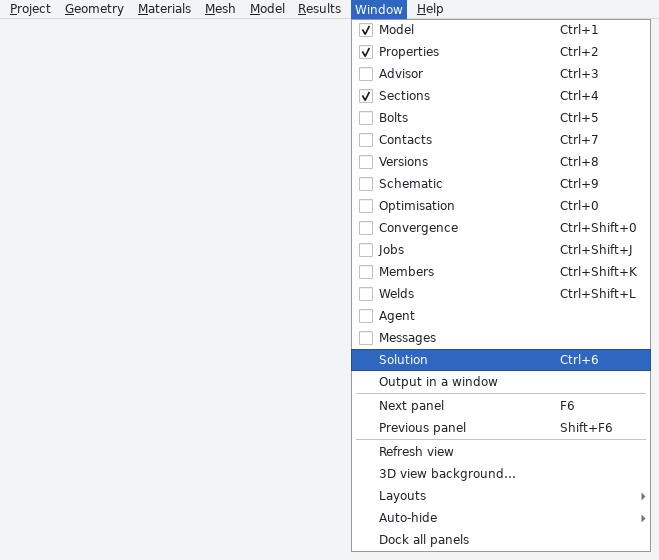 Project Geometry Materials Mesh Model Results Window Help
Model Ctrl+1
Properties Ctrl+2
Advisor Ctrl+3
Sections Ctrl+4
Bolts Ctrl+5
Contacts Ctrl+7
Versions Ctrl+8
Schematic Ctrl+9
Optimisation Ctrl+0
Convergence Ctrl+Shift+0
Jobs Ctrl+Shift+J
Members Ctrl+Shift+K
Welds Ctrl+Shift+L
Agent
Messages
Solution Ctrl+6
Output in a window
Next panel F6
Previous panel Shift+F6
Refresh view
3D view background...
Layouts
Auto-hide
Dock all panels